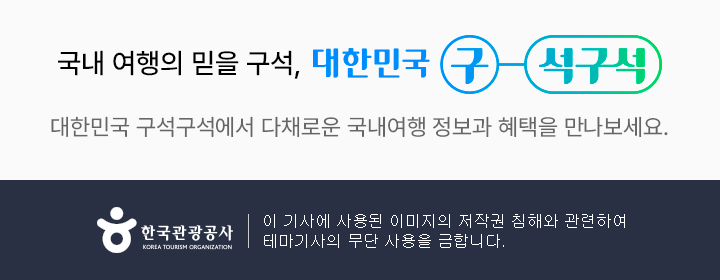 국내 여행의 믿을 구석, 대한민국 구석구석
대한민국 구석구석에서 다채로운 국내여행 정보과 혜택을 만나보세요.
한국관광공사
KOREA TOURISM ORGANIZATION
이 기사에 사용된 이미지의 저작권 침해와 관련하여
테마기사의 무단 사용을 금합니다.